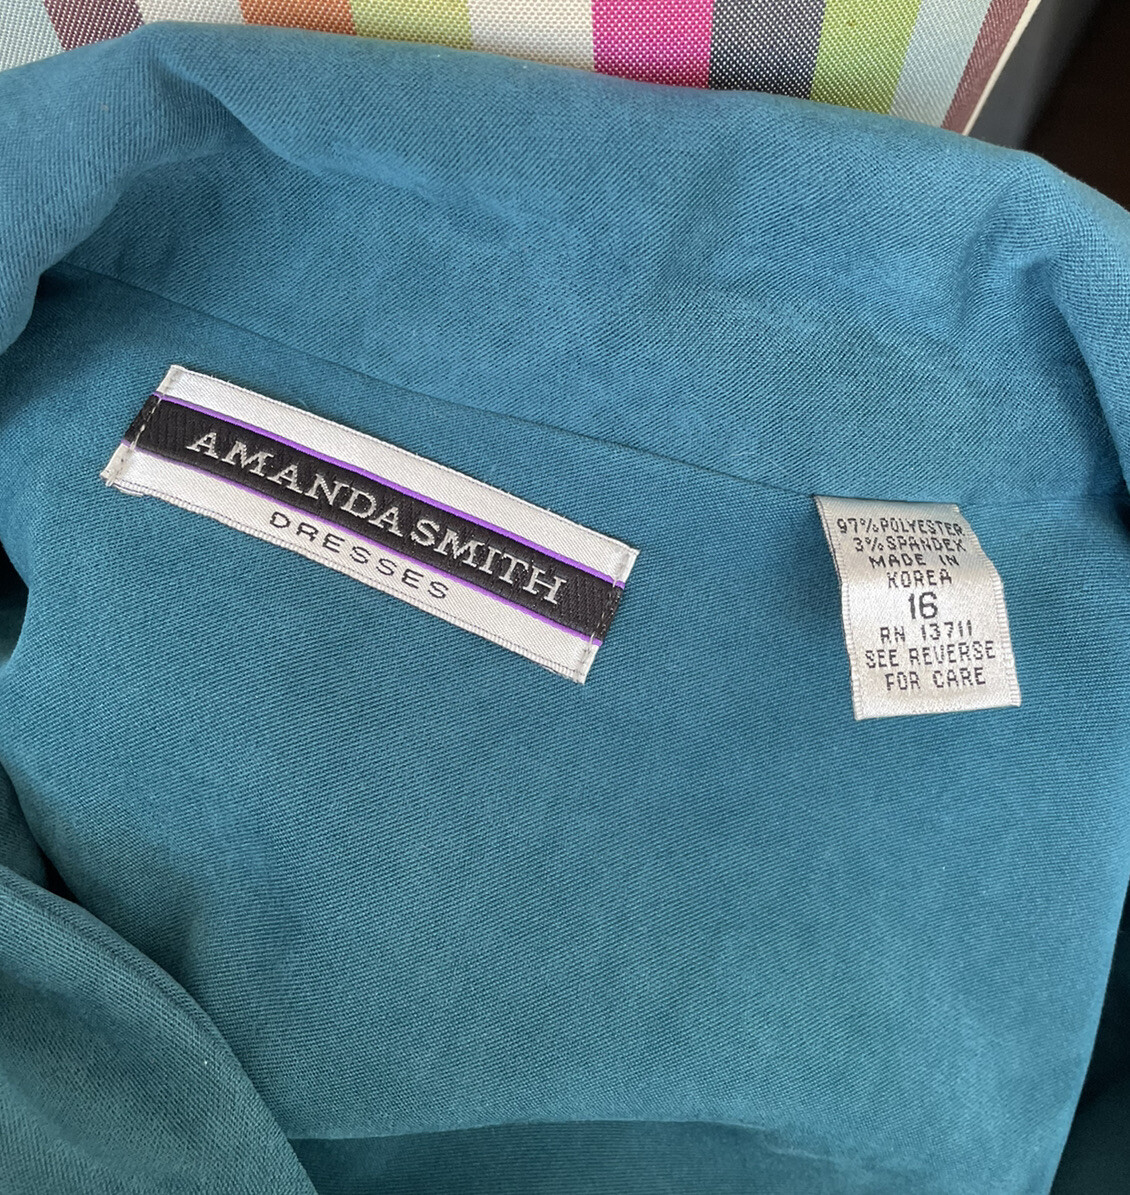 AMANDA SMITH
DRESSES
97% POLYESTER
3% SPANDEX
MADE IN
KOREA
16
RN 13711
SEE REVERSE
FOR CARE